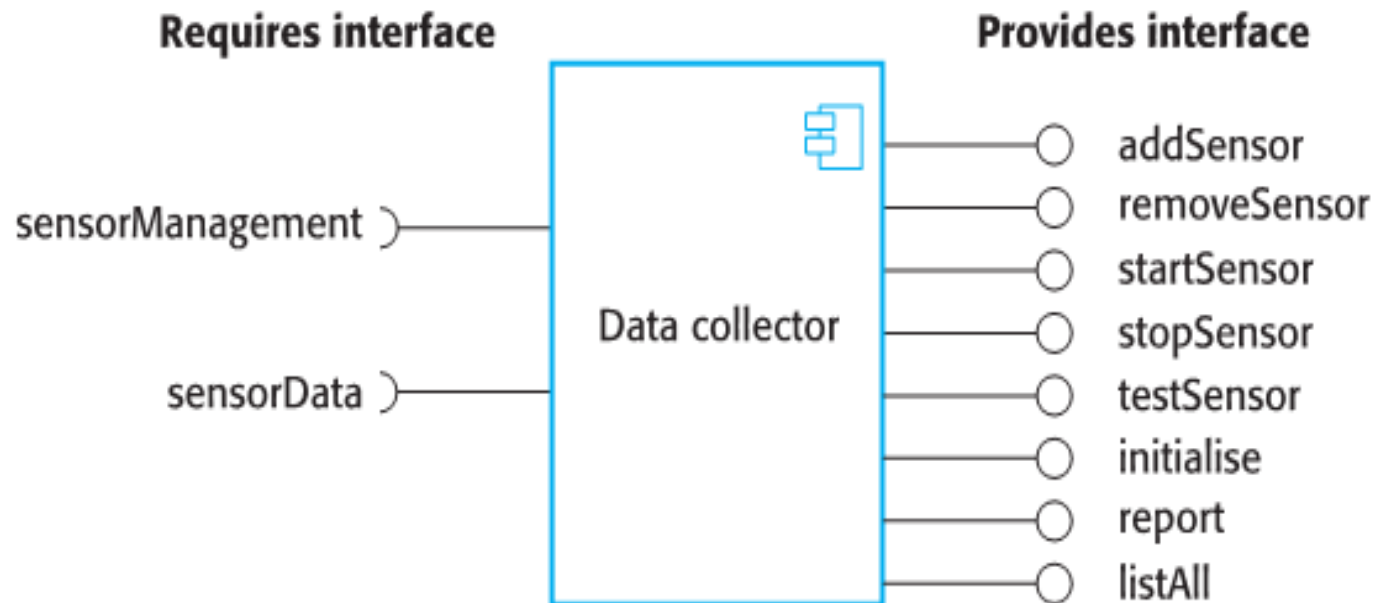 Requires interface
Provides interface
sensorManagement
sensorData
Data collector
addSensor
removeSensor
startSensor
stopSensor
testSensor
initialise
report
listAll